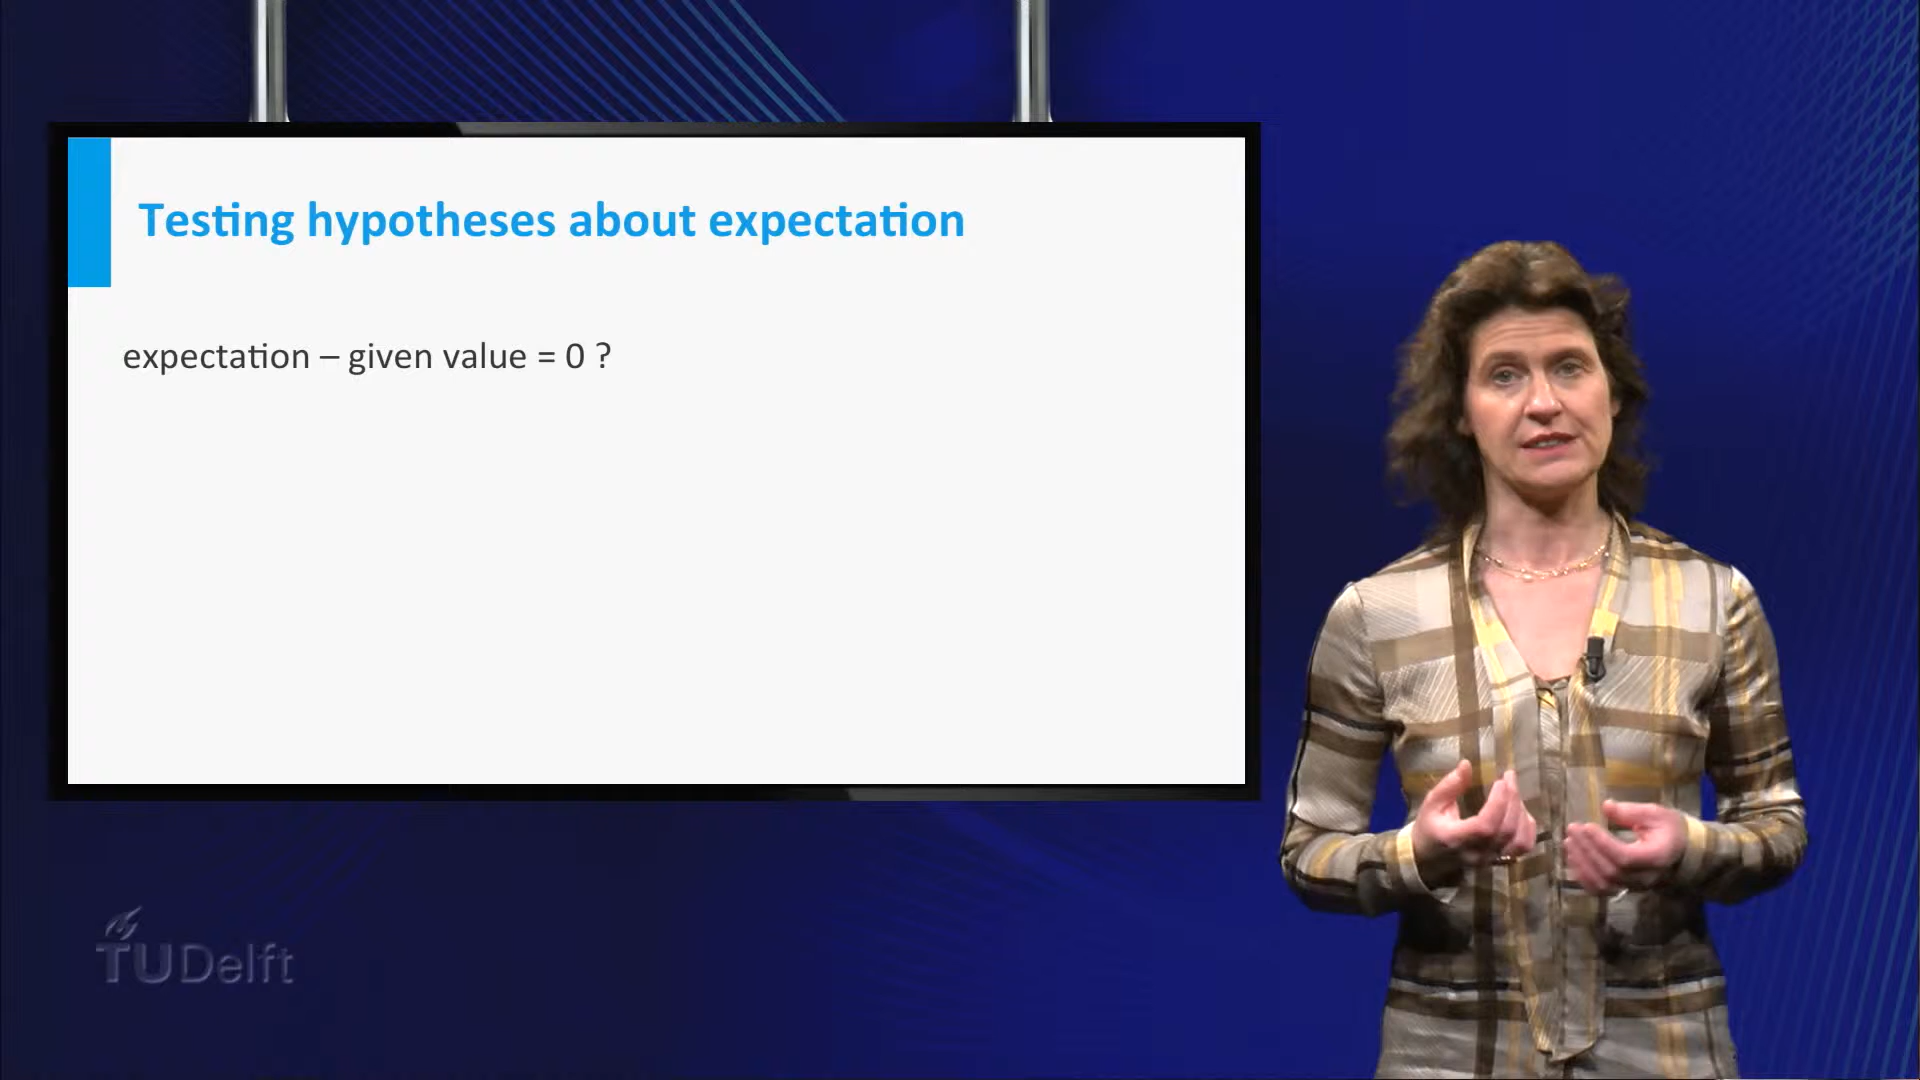 Testing hypotheses about expectation
expectation – given value = 0 ?
TUDelft